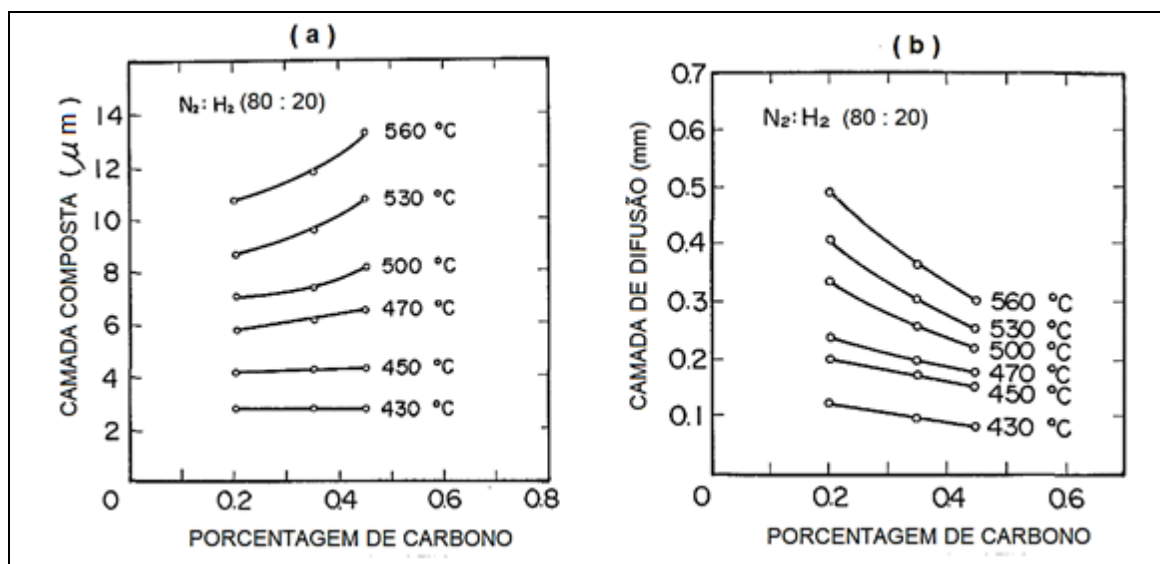 ( a )
N₂: H₂ (80 : 20)
CAMADA COMPOSTA (μm)
14
12
10
8
6
4
2
0
560 °C
530 °C
500 °C
470 °C
450 °C
430 °C
0.2
0.4
0.6
0.8
PORCENTAGEM DE CARBONO
( b )
N₂: H₂ (80 : 20)
CAMADA DE DIFUSÃO (mm)
0.7
0.6
0.5
0.4
0.3
0.2
0.1
0
560 °C
530 °C
500 °C
470 °C
450 °C
430 °C
0.2
0.4
0.6
PORCENTAGEM DE CARBONO